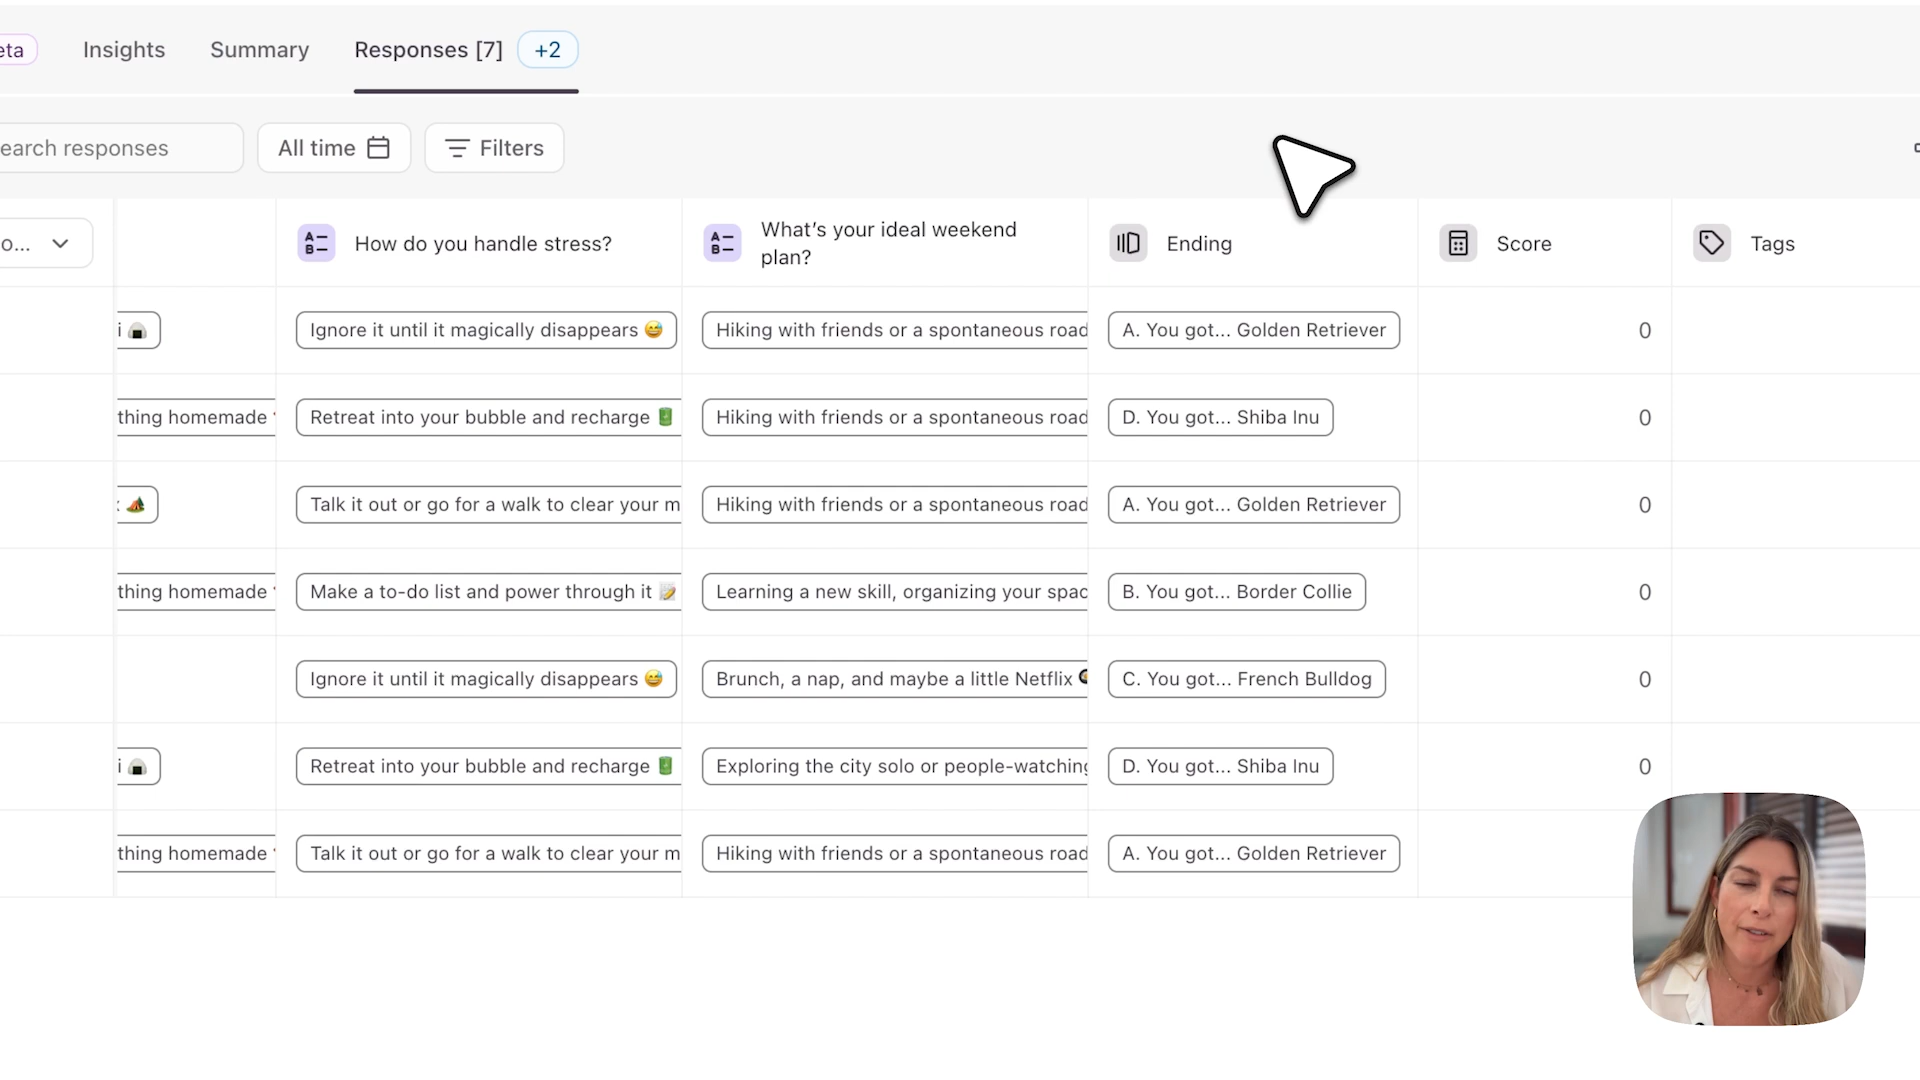 eta Insights Summary Responses [7] +2
earch responses All time Filters
o... How do you handle stress? What’s your ideal weekend plan? Ending Score Tags
i Ignore it until it magically disappears 😅 Hiking with friends or a spontaneous road A. You got... Golden Retriever 0
thing homemade Retreat into your bubble and recharge 🔋 Hiking with friends or a spontaneous road D. You got... Shiba Inu 0
Talk it out or go for a walk to clear your m Hiking with friends or a spontaneous road A. You got... Golden Retriever 0
thing homemade Make a to-do list and power through it 📝 Learning a new skill, organizing your spac B. You got... Border Collie 0
Ignore it until it magically disappears 😅 Brunch, a nap, and maybe a little Netflix C. You got... French Bulldog 0
i Retreat into your bubble and recharge 🔋 Exploring the city solo or people-watching D. You got... Shiba Inu 0
thing homemade Talk it out or go for a walk to clear your m Hiking with friends or a spontaneous road A. You got... Golden Retriever